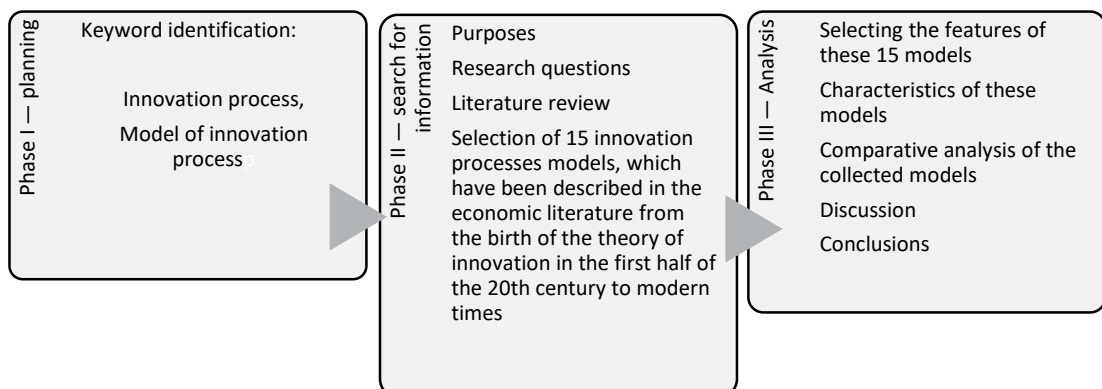 Phase I — planning
Keyword identification:
Innovation process,
Model of innovation
process
Phase II — search for
information
Purposes
Research questions
Literature review
Selection of 15 innovation
processes models, which
have been described in the
economic literature from
the birth of the theory of
innovation in the first half of
the 20th century to modern
times
Phase III — Analysis
Selecting the features of
these 15 models
Characteristics of these
models
Comparative analysis of the
collected models
Discussion
Conclusions